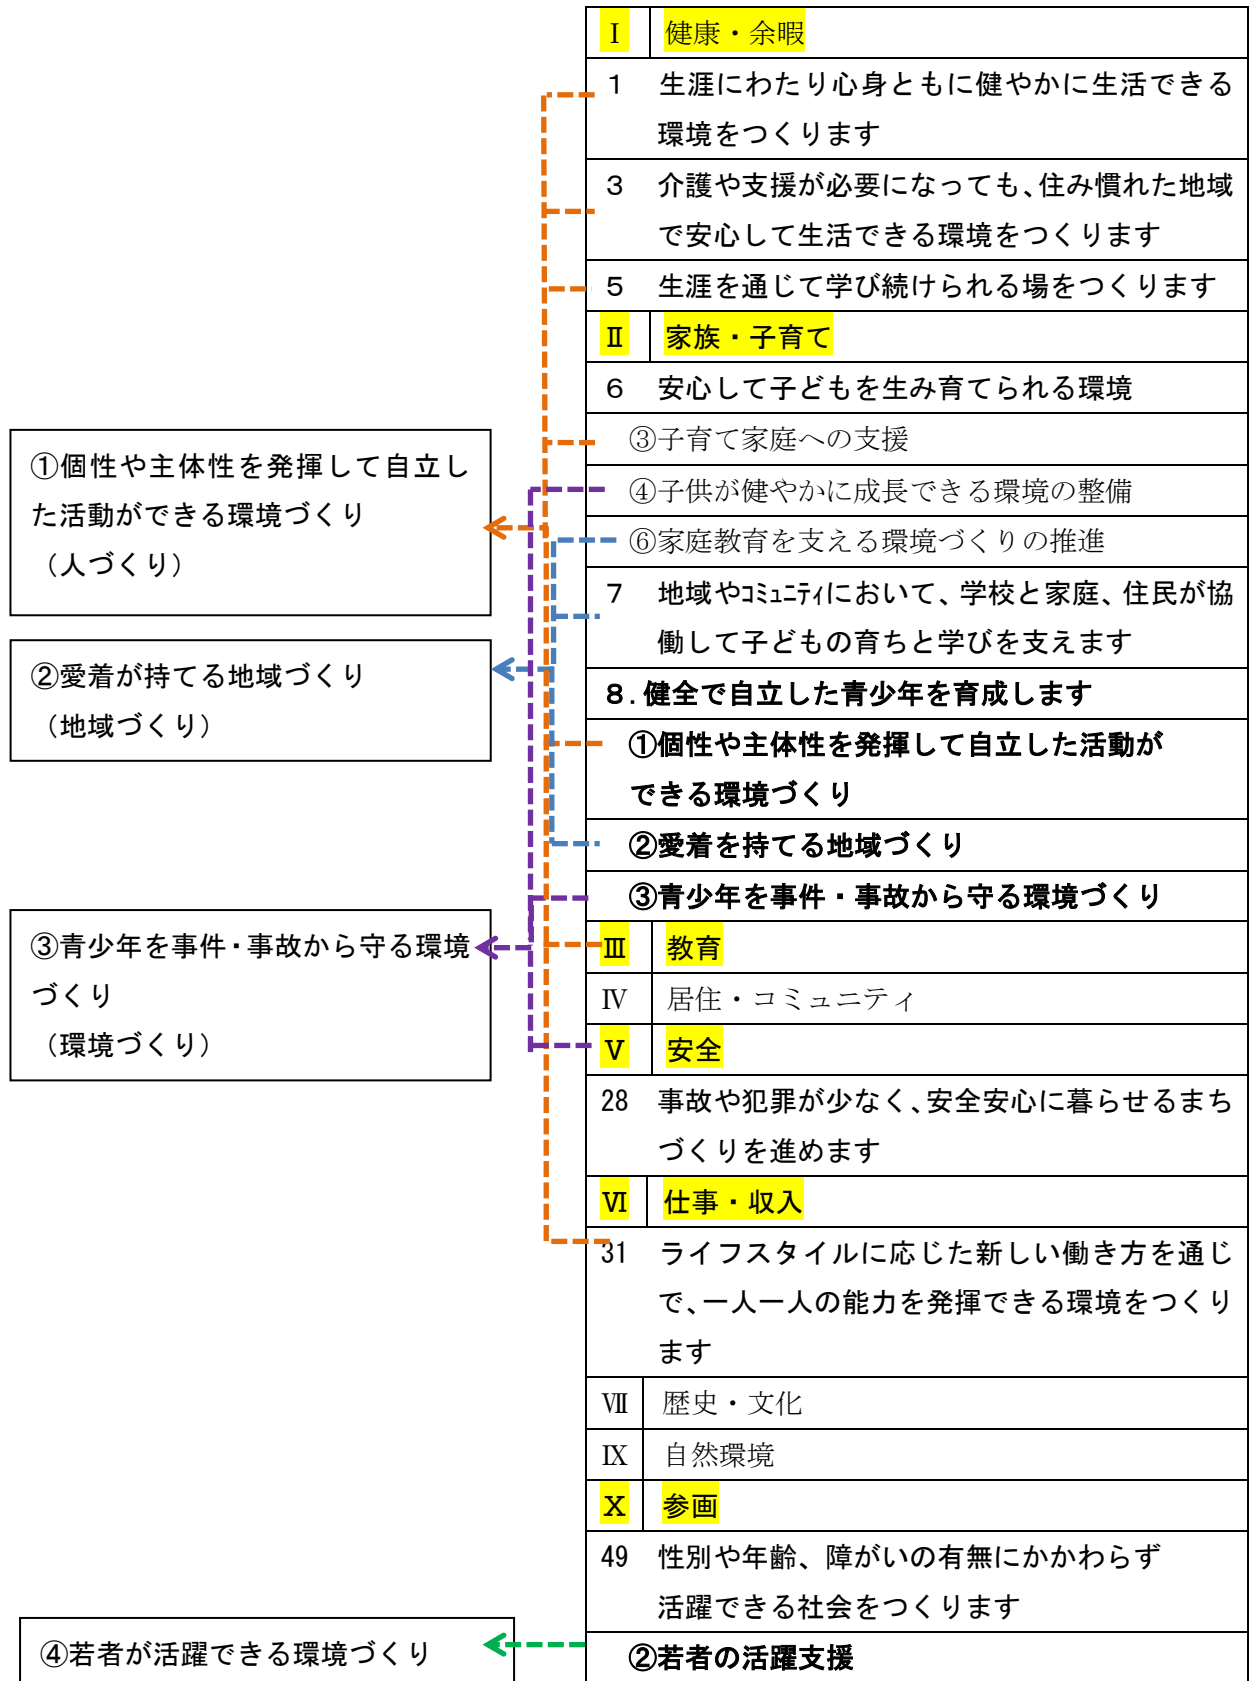 ①個性や主体性を発揮して自立し
た活動ができる環境づくり
（人づくり）
②愛着が持てる地域づくり
（地域づくり）
③青少年を事件・事故から守る環境
づくり
（環境づくり）
④若者が活躍できる環境づくり
Ⅰ 健康・余暇
1 生涯にわたり心身ともに健やかに生活できる
環境をつくります
3 介護や支援が必要になっても、住み慣れた地域
で安心して生活できる環境をつくります
5 生涯を通じて学び続けられる場をつくります
Ⅱ 家族・子育て
6 安心して子どもを生み育てられる環境
③子育て家庭への支援
④子供が健やかに成長できる環境の整備
⑥家庭教育を支える環境づくりの推進
7 地域やｺﾐｭﾆﾃｨにおいて、学校と家庭、住民が協
働して子どもの育ちと学びを支えます
8．健全で自立した青少年を育成します
①個性や主体性を発揮して自立した活動が
できる環境づくり
②愛着を持てる地域づくり
③青少年を事件・事故から守る環境づくり
Ⅲ 教育
Ⅳ 居住・コミュニティ
Ⅴ 安全
28 事故や犯罪が少なく、安全安心に暮らせるまち
づくりを進めます
Ⅵ 仕事・収入
31 ライフスタイルに応じた新しい働き方を通じ
で、一人一人の能力を発揮できる環境をつくり
ます
Ⅶ 歴史・文化
Ⅸ 自然環境
Ⅹ 参画
49 性別や年齢、障がいの有無にかかわらず
活躍できる社会をつくります
②若者の活躍支援